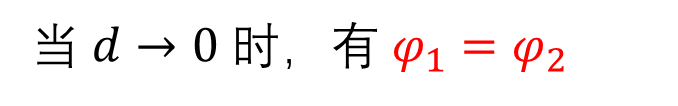 当 𝑑 → 0 时，有 𝜑₁ = 𝜑₂